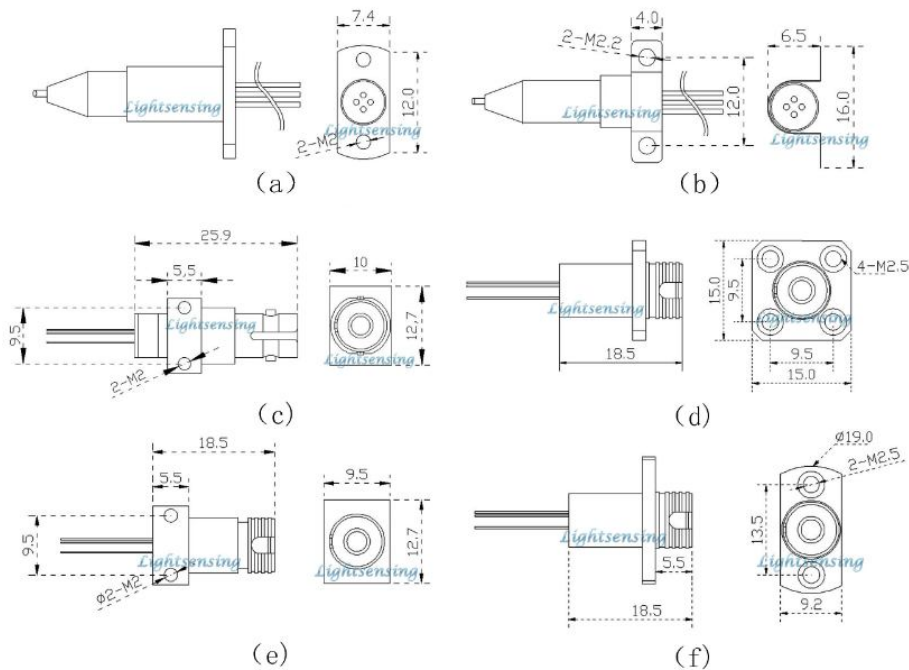 7.4
12.0
2-M2
Lightsensing
Lightsensing
(a)
4.0
2-M2.2
12.0
6.5
16.0
Lightsensing
Lightsensing
(b)
25.9
5,5
9.5
2-M2
Lightsensing
10
12,7
Lightsensing
(c)
Lightsensing
18.5
15.0
9.5
4-M2.5
Lightsensing
9.5
15.0
(d)
18.5
5.5
9.5
ø2-M2
Lightsensing
9.5
12.7
Lightsensing
(e)
Lightsensing
5.5
18.5
ø19.0
2-M2.5
13.5
Lightsensing
9.2
(f)